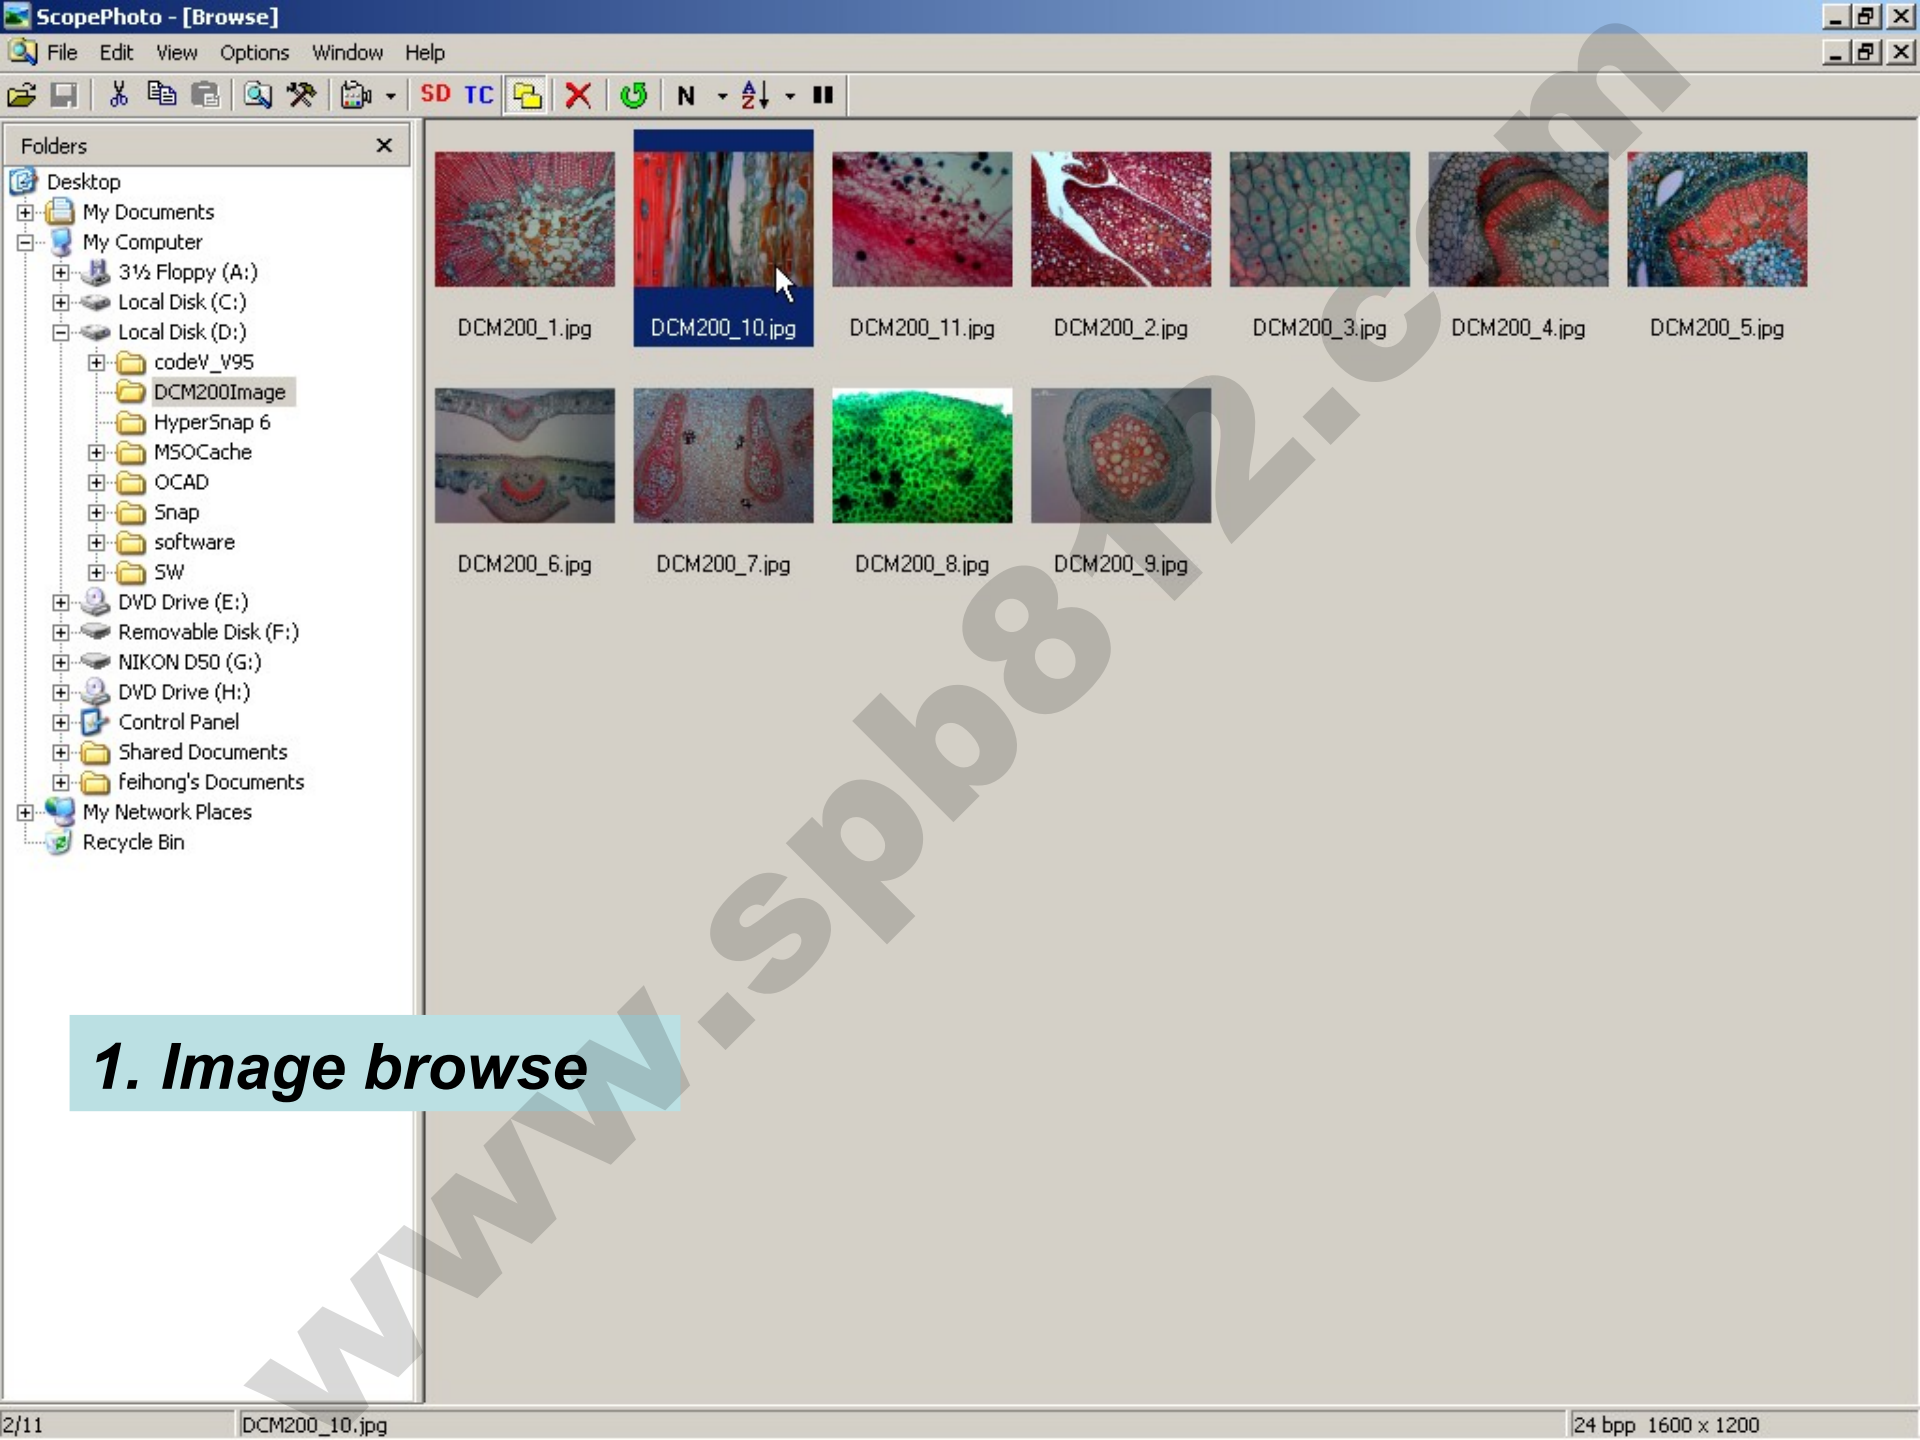 ScopePhoto - [Browse]
File Edit View Options Window Help
SD TC N A Z
Folders
Desktop
My Documents
My Computer
3½ Floppy (A:)
Local Disk (C:)
Local Disk (D:)
codeV_V95
DCM200Image
HyperSnap 6
MSOCache
OCAD
Snap
software
SW
DVD Drive (E:)
Removable Disk (F:)
NIKON D50 (G:)
DVD Drive (H:)
Control Panel
Shared Documents
feihong's Documents
My Network Places
Recycle Bin
DCM200_1.jpg DCM200_10.jpg DCM200_11.jpg DCM200_2.jpg DCM200_3.jpg DCM200_4.jpg DCM200_5.jpg
DCM200_6.jpg DCM200_7.jpg DCM200_8.jpg DCM200_9.jpg
1. Image browse
www.spb812.com
2/11 DCM200_10.jpg 24 bpp 1600 x 1200